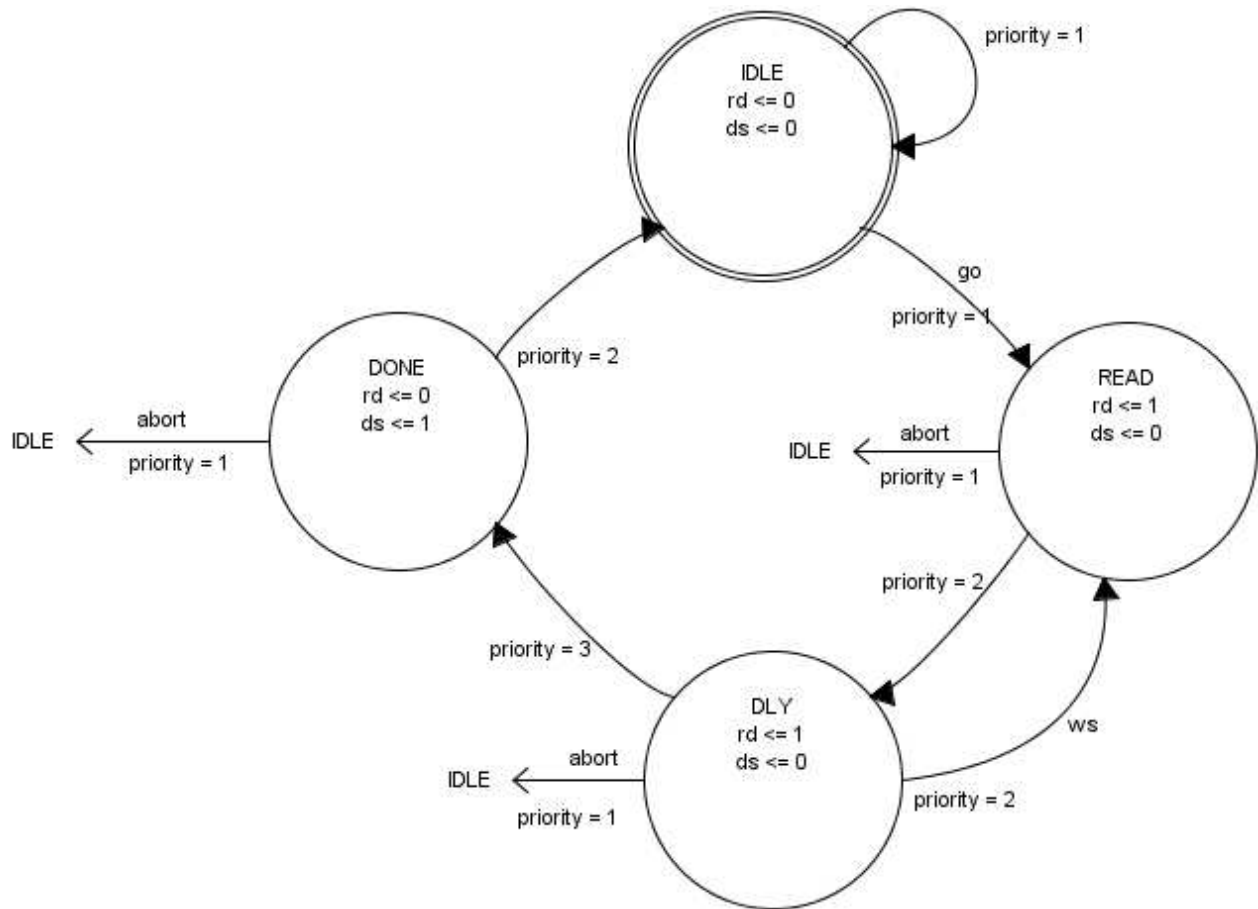 priority = 1
IDLE
rd <= 0
ds <= 0
go
priority = 1
priority = 2
DONE
rd <= 0
ds <= 1
READ
rd <= 1
ds <= 0
abort
IDLE
priority = 1
abort
IDLE
priority = 1
priority = 2
priority = 3
DLY
rd <= 1
ds <= 0
ws
abort
IDLE
priority = 1
priority = 2